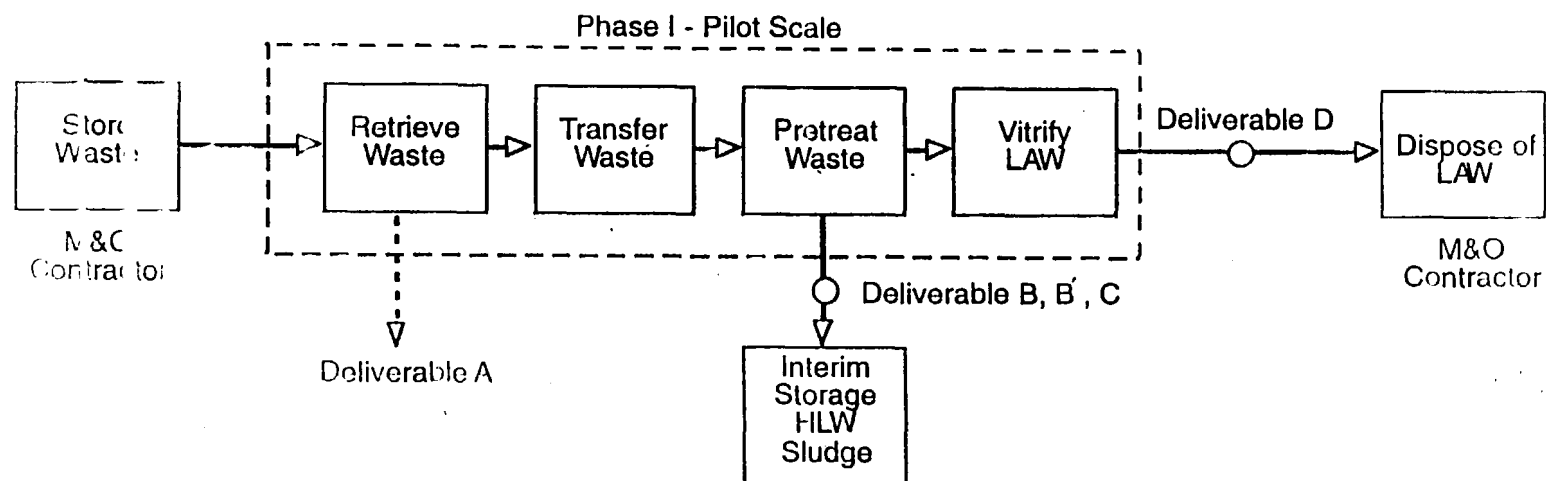 Phase I - Pilot Scale
Store
Waste
M&O
Contractor
Retrieve
Waste
Transfer
Waste
Pretreat
Waste
Vitrify
LAW
Deliverable D
Dispose of
LAW
M&O
Contractor
Deliverable A
Deliverable B, B', C
Interim
Storage
HLW
Sludge